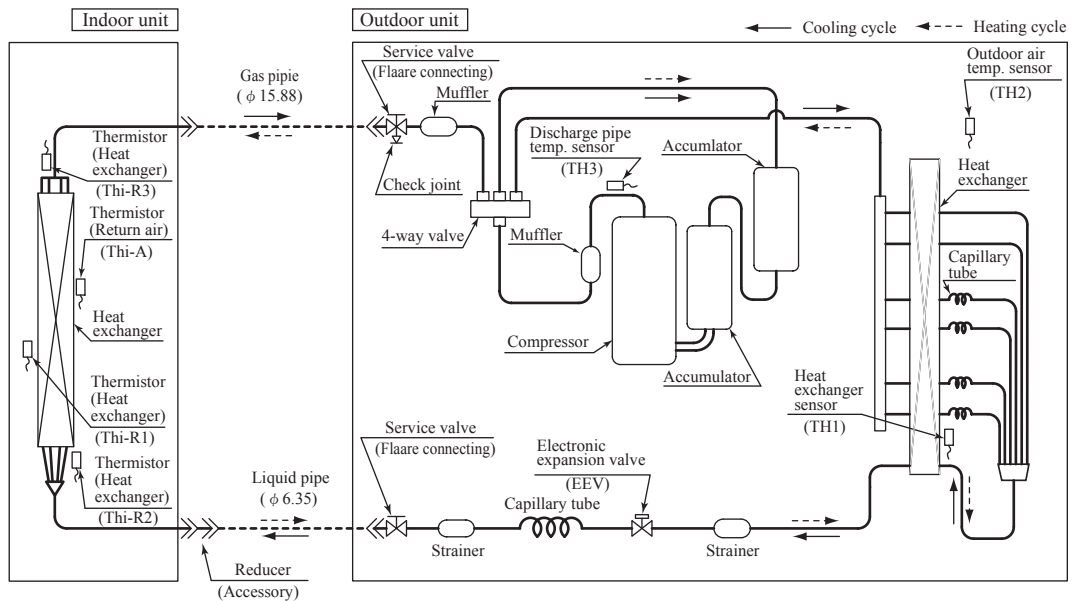 Indoor unit
Outdoor unit
Cooling cycle
Heating cycle
Gas pipie
(ϕ 15.88)
Service valve
(Flaare connecting)
Muffler
Outdoor air
temp. sensor
(TH2)
Thermistor
(Heat
exchanger)
(Thi-R3)
Check joint
Discharge pipe
temp. sensor
(TH3)
Accumlator
Heat
exchanger
Thermistor
(Return air)
(Thi-A)
4-way valve
Muffler
Capillary
tube
Heat
exchanger
Compressor
Accumulator
Thermistor
(Heat
exchanger)
(Thi-R1)
Heat
exchanger
sensor
(TH1)
Service valve
(Flaare connecting)
Electronic
expansion valve
(EEV)
Thermistor
(Heat
exchanger)
(Thi-R2)
Liquid pipe
(ϕ 6.35)
Capillary tube
Strainer
Strainer
Reducer
(Accessory)